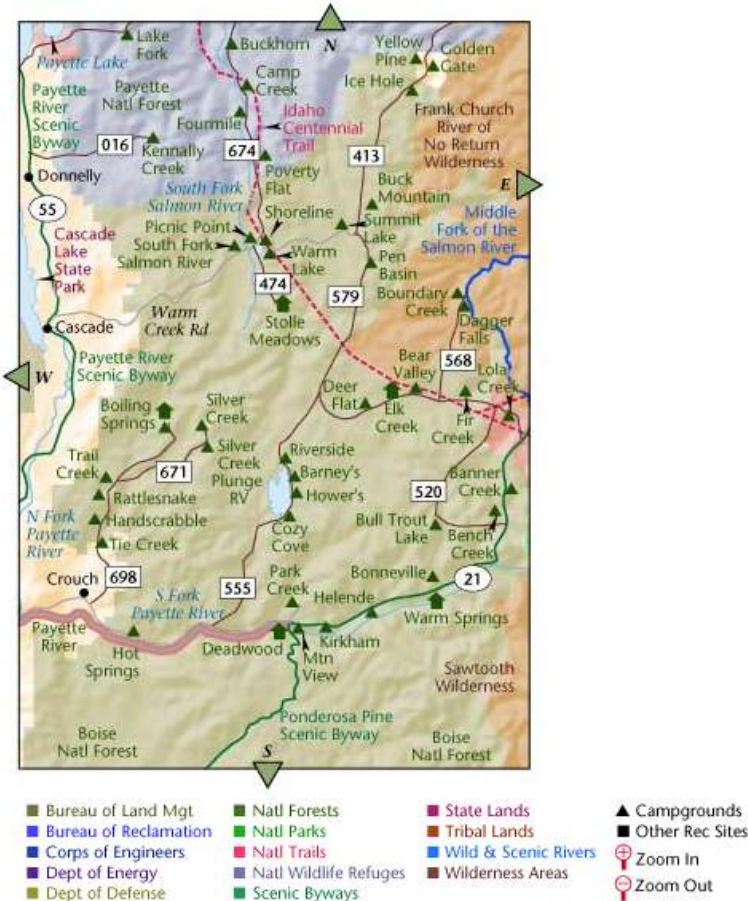 N
Lake
Fork
Payette Lake
Buckhorn
Yellow
Pine
Golden
Gate
Ice Hole
Payette
River
Scenic
Byway
Payette
Natl Forest
Camp
Creek
Fourmile
Idaho
Centennial
Trail
Frank Church
River of
No Return
Wilderness
016
Kennally
Creek
674
413
Poverty
Flat
Donnelly
South Fork
Salmon River
Buck
Mountain
E
55
Shoreline
Picnic Point
South Fork
Salmon River
Summit
Lake
Middle
Fork of the
Salmon River
Cascade
Lake
State
Park
Warm
Lake
Pen
Basin
474
579
Boundary
Creek
Warm
Creek Rd
Stolle
Meadows
Dagger
Falls
Cascade
W
Payette River
Scenic Byway
Bear
Valley
568
Lola
Creek
Deer
Flat
Elk
Creek
Fir
Creek
Boiling
Springs
Silver
Creek
Trail
Creek
671
Silver
Creek
Plunge
RV
Riverside
Barney's
Hower's
Banner
Creek
520
Rattlesnake
N Fork
Payette
River
Handscrabble
Tie Creek
Cozy
Cove
Bull Trout
Lake
Bench
Creek
Crouch
698
555
Park
Creek
Bonneville
21
S Fork
Payette River
Helende
Warm Springs
Payette
River
Hot
Springs
Deadwood
Kirkham
Mtn
View
Sawtooth
Wilderness
Ponderosa Pine
Scenic Byway
Boise
Natl Forest
Boise
Natl Forest
S
Bureau of Land Mgt
Bureau of Reclamation
Corps of Engineers
Dept of Energy
Dept of Defense
Natl Forests
Natl Parks
Natl Trails
Natl Wildlife Refuges
Scenic Byways
State Lands
Tribal Lands
Wild & Scenic Rivers
Wilderness Areas
Campgrounds
Other Rec Sites
Zoom In
Zoom Out